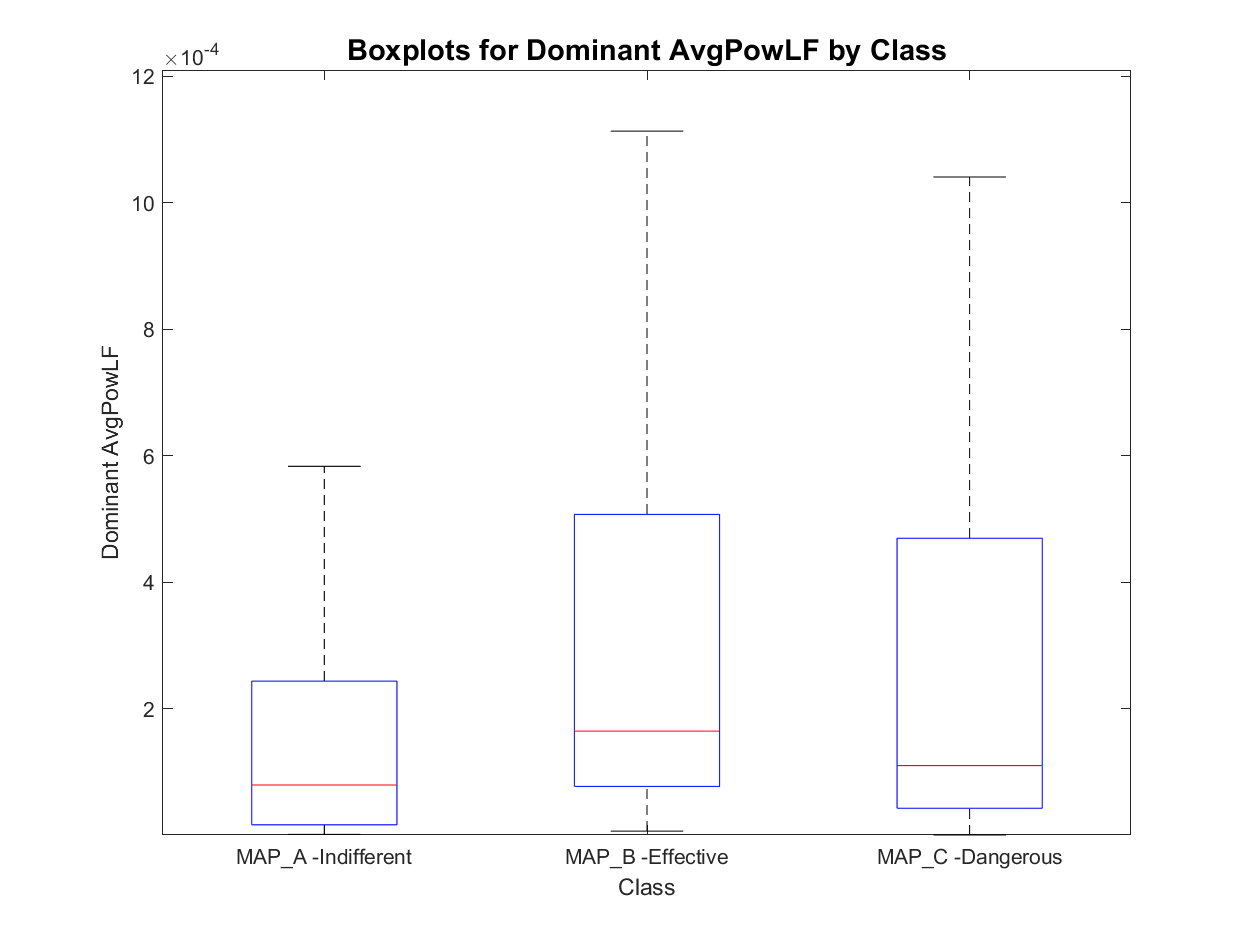 Boxplots for Dominant AvgPowLF by Class
×10-4
12
10
8
6
4
2
Dominant AvgPowLF
MAP_A -Indifferent MAP_B -Effective MAP_C -Dangerous
Class